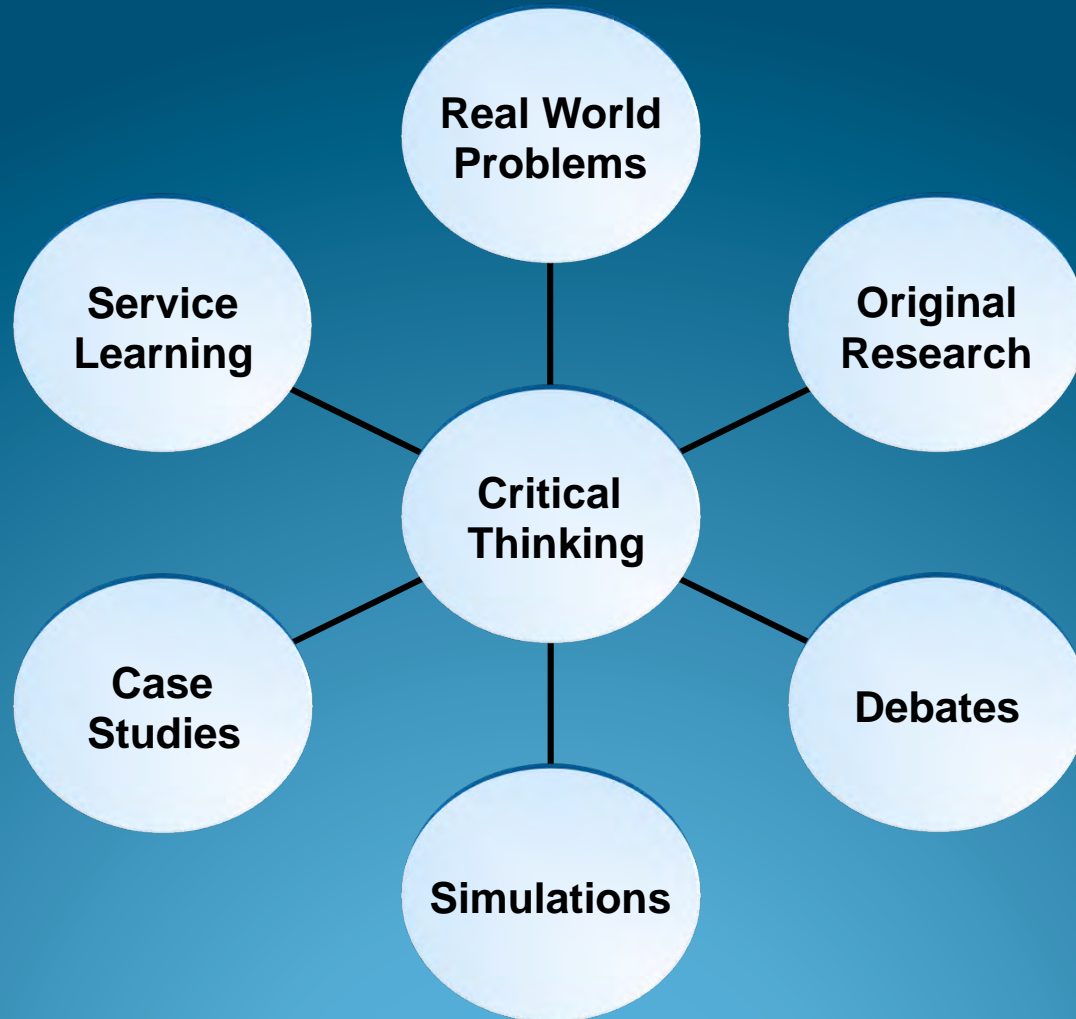 Real World
Problems
Service
Learning
Original
Research
Critical
Thinking
Case
Studies
Debates
Simulations